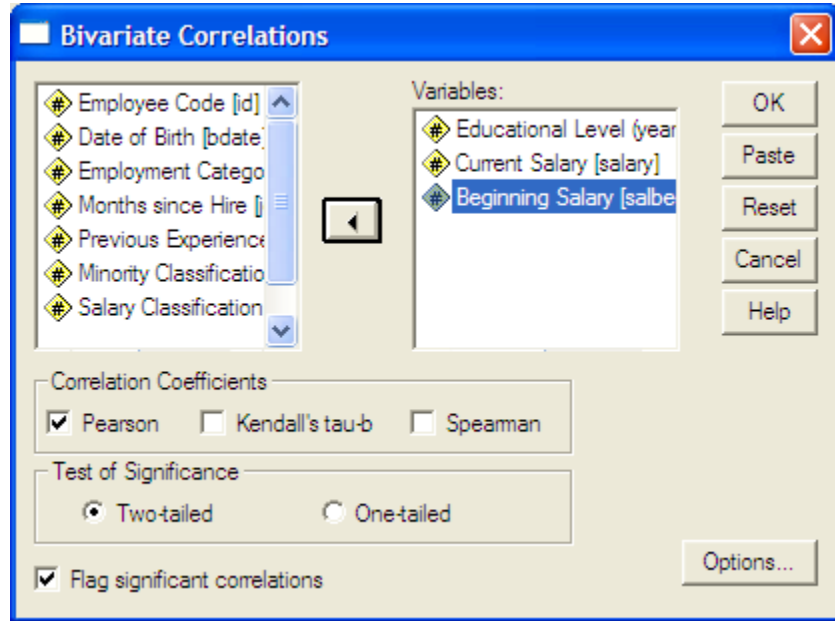 Bivariate Correlations
Employee Code [id]
Date of Birth [bdate]
Employment Catego
Months since Hire [j
Previous Experience
Minority Classificatio
Salary Classification
Variables:
Educational Level (year
Current Salary [salary]
Beginning Salary [salbe
OK
Paste
Reset
Cancel
Help
Correlation Coefficients
Pearson Kendall's tau-b Spearman
Test of Significance
Two-tailed One-tailed
Flag significant correlations
Options...